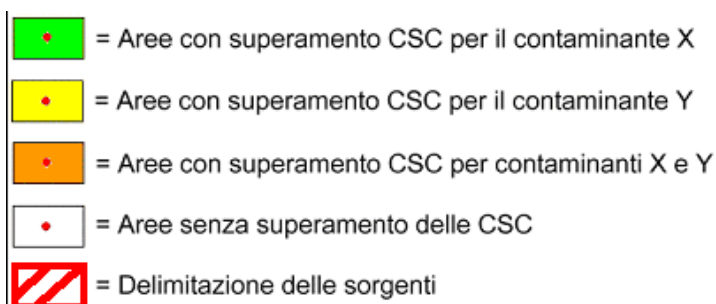 = Aree con superamento CSC per il contaminante X
= Aree con superamento CSC per il contaminante Y
= Aree con superamento CSC per contaminanti X e Y
= Aree senza superamento delle CSC
= Delimitazione delle sorgenti